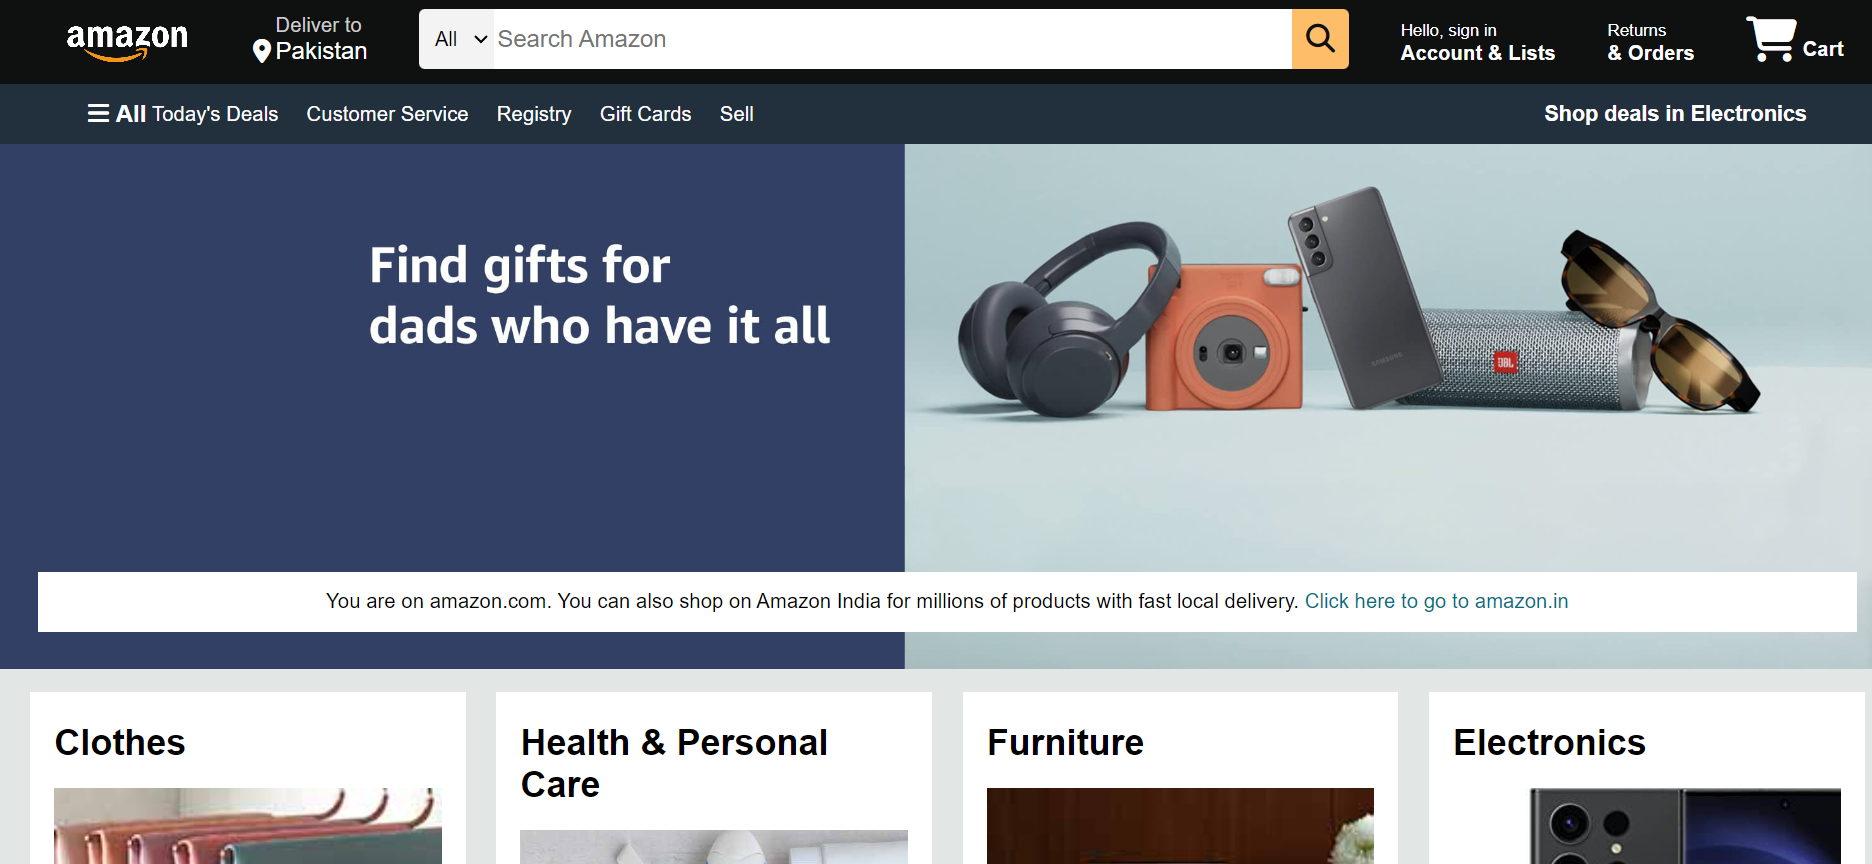 amazon
Deliver to
Pakistan
All
Search Amazon
Hello, sign in
Account & Lists
Returns
& Orders
Cart
All Today's Deals Customer Service Registry Gift Cards Sell
Shop deals in Electronics
Find gifts for
dads who have it all
SAMSUNG
JBL
You are on amazon.com. You can also shop on Amazon India for millions of products with fast local delivery. Click here to go to amazon.in
Clothes
Health & Personal
Care
Furniture
Electronics